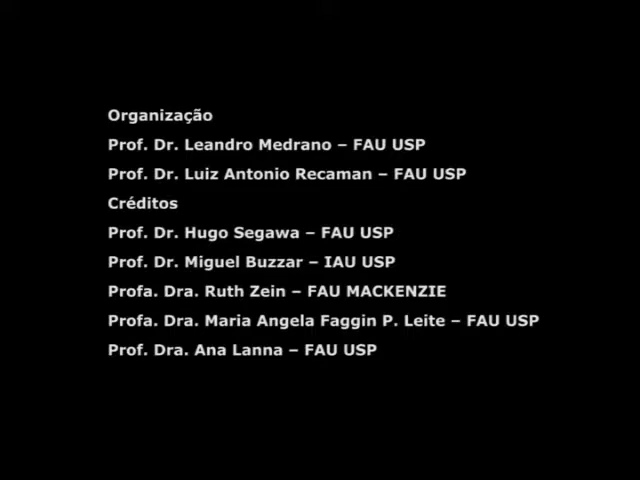 Organização
Prof. Dr. Leandro Medrano – FAU USP
Prof. Dr. Luiz Antonio Recaman – FAU USP
Créditos
Prof. Dr. Hugo Segawa – FAU USP
Prof. Dr. Miguel Buzzar – IAU USP
Profa. Dra. Ruth Zein – FAU MACKENZIE
Profa. Dra. Maria Angela Faggin P. Leite – FAU USP
Prof. Dra. Ana Lanna – FAU USP